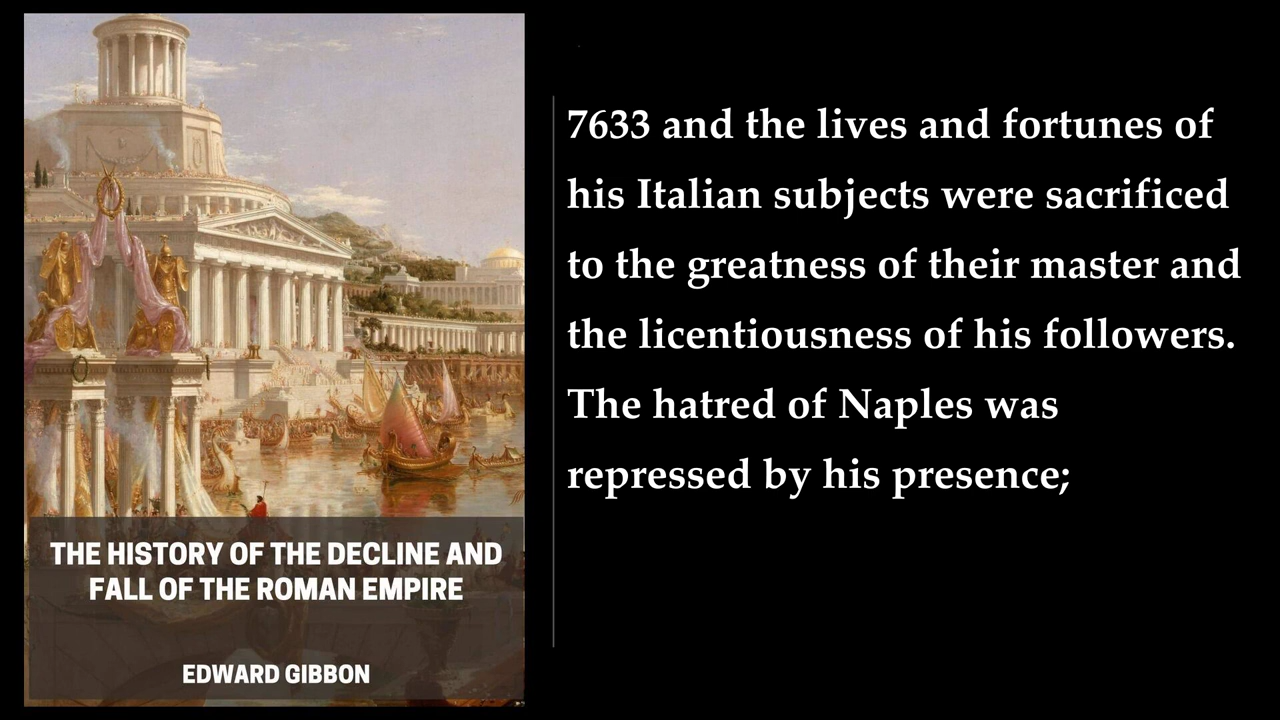 THE HISTORY OF THE DECLINE AND
FALL OF THE ROMAN EMPIRE
EDWARD GIBBON
7633 and the lives and fortunes of
his Italian subjects were sacrificed
to the greatness of their master and
the licentiousness of his followers.
The hatred of Naples was
repressed by his presence;